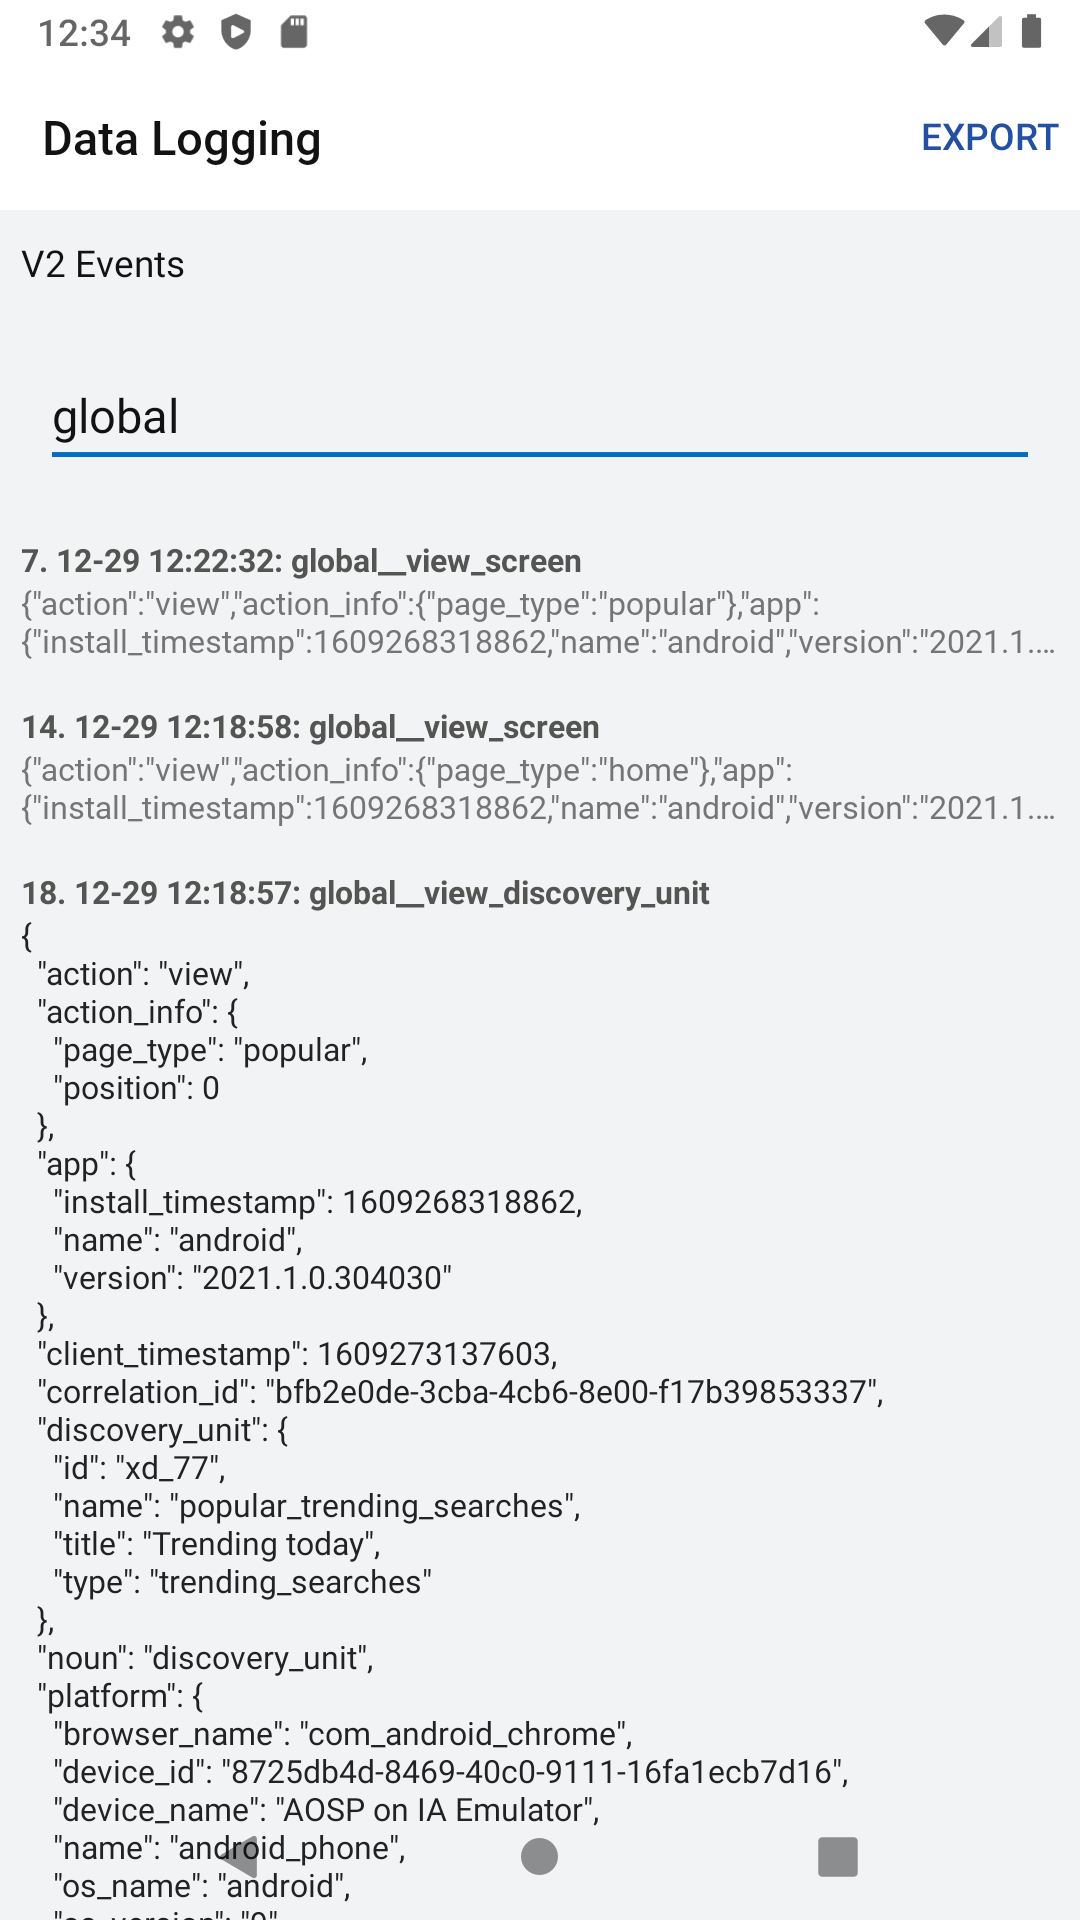 12:34
Data Logging
EXPORT
V2 Events
global
7. 12-29 12:22:32: global__view_screen
{"action":"view","action_info":{"page_type":"popular"},"app":
{"install_timestamp":1609268318862,"name":"android","version":"2021.1.…
14. 12-29 12:18:58: global__view_screen
{"action":"view","action_info":{"page_type":"home"},"app":
{"install_timestamp":1609268318862,"name":"android","version":"2021.1.…
18. 12-29 12:18:57: global__view_discovery_unit
{
"action": "view",
"action_info": {
"page_type": "popular",
"position": 0
},
"app": {
"install_timestamp": 1609268318862,
"name": "android",
"version": "2021.1.0.304030"
},
"client_timestamp": 1609273137603,
"correlation_id": "bfb2e0de-3cba-4cb6-8e00-f17b39853337",
"discovery_unit": {
"id": "xd_77",
"name": "popular_trending_searches",
"title": "Trending today",
"type": "trending_searches"
},
"noun": "discovery_unit",
"platform": {
"browser_name": "com_android_chrome",
"device_id": "8725db4d-8469-40c0-9111-16fa1ecb7d16",
"device_name": "AOSP on IA Emulator",
"name": "android_phone",
"os_name": "android",